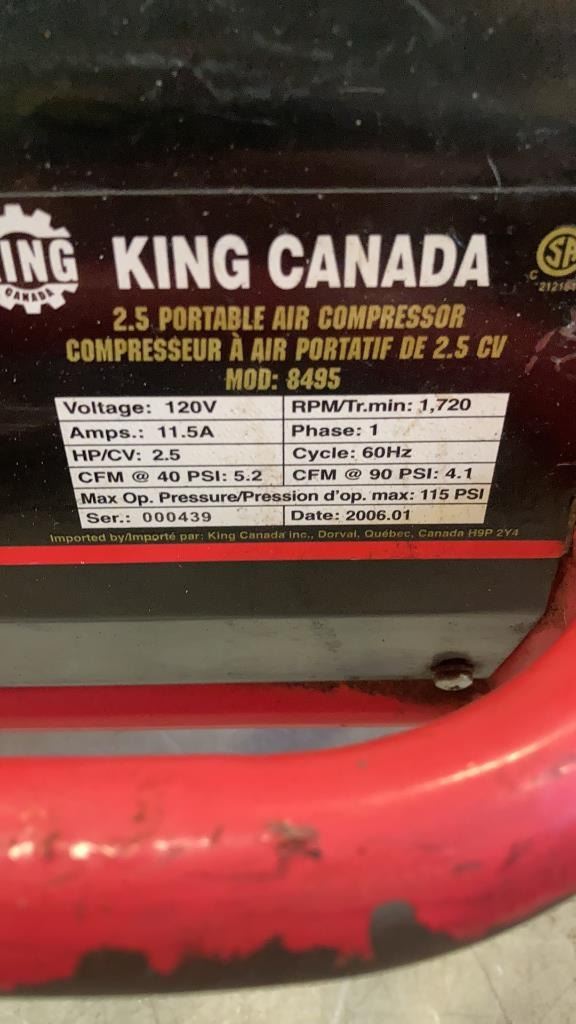 KING CANADA
CANADA
SA
C
2.5 PORTABLE AIR COMPRESSOR
COMPRESSEUR À AIR PORTATIF DE 2.5 CV
MOD: 8495
Voltage: 120V RPM/Tr.min: 1,720
Amps.: 11.5A Phase: 1
HP/CV: 2.5 Cycle: 60Hz
CFM @ 40 PSI: 5.2 CFM @ 90 PSI: 4.1
Max Op. Pressure/Pression d'op. max: 115 PSI
Ser.: 000439 Date: 2006.01
Imported by/Importé par: King Canada inc., Dorval, Québec, Canada H9P 2Y4